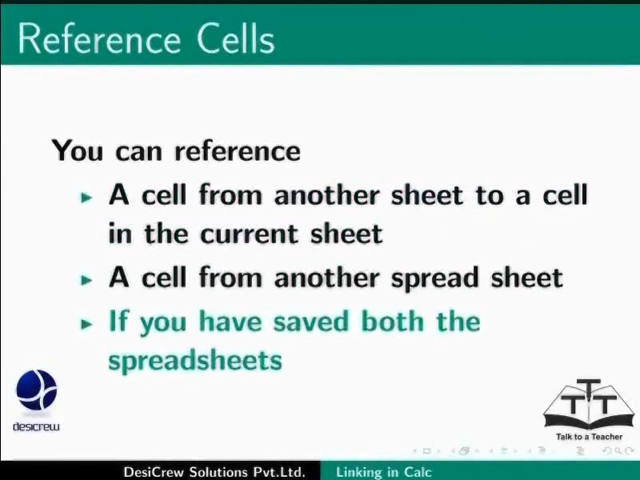 Reference Cells
You can reference
A cell from another sheet to a cell
in the current sheet
A cell from another spread sheet
If you have saved both the
spreadsheets
desicrew
TTT
Talk to a Teacher
DesiCrew Solutions Pvt.Ltd. Linking in Calc